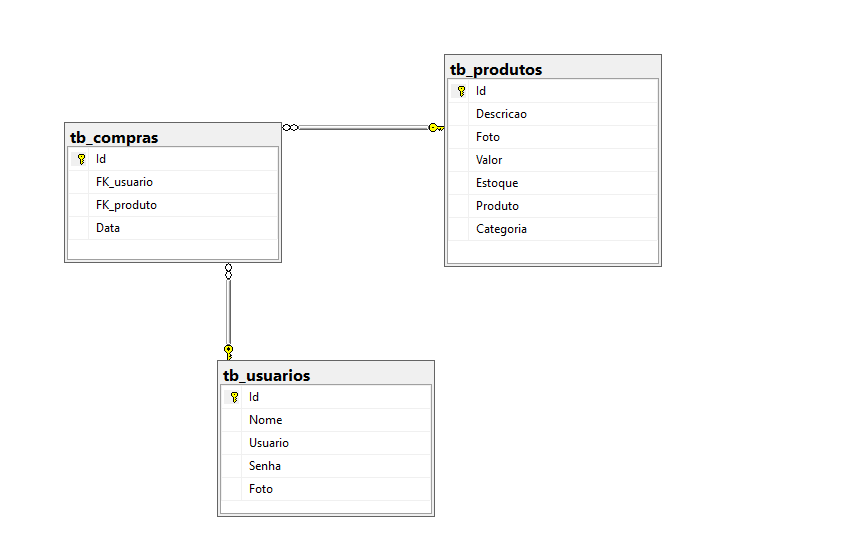 tb_produtos
Id
Descricao
Foto
Valor
Estoque
Produto
Categoria
tb_compras
Id
FK_usuario
FK_produto
Data
tb_usuarios
Id
Nome
Usuario
Senha
Foto